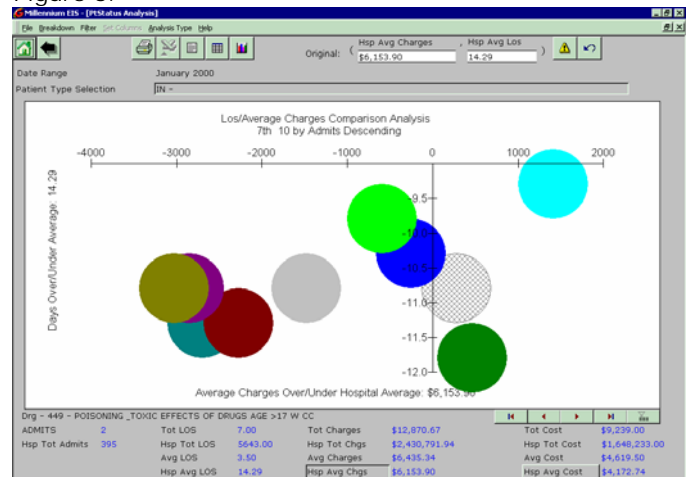 Figure 3.
Millennium EIS - [PtStatus Analysis]
File Breakdown Filter Set Columns Analysis Type Help
Original: ( Hsp Avg Charges , Hsp Avg Los )
$6,153.90 14.29
Date Range January 2000
Patient Type Selection IN -
Los/Average Charges Comparison Analysis
7th 10 by Admits Descending
-4000 -3000 -2000 -1000 0 1000 2000
Days Over/Under Average: 14.29
-9.5
-10.0
-10.5
-11.0
-11.5
-12.0
Average Charges Over/Under Hospital Average: $6,153.90
Drg - 449 - POISONING _TOXIC EFFECTS OF DRUGS AGE >17 W CC
ADMITS 2 Tot LOS 7.00 Tot Charges $12,870.67 Tot Cost $9,239.00
Hsp Tot Admits 395 Hsp Tot LOS 5643.00 Hsp Tot Chgs $2,430,791.94 Hsp Tot Cost $1,648,233.00
Avg LOS 3.50 Avg Charges $6,435.34 Avg Cost $4,619.50
Hsp Avg LOS 14.29 Hsp Avg Chgs $6,153.90 Hsp Avg Cost $4,172.74